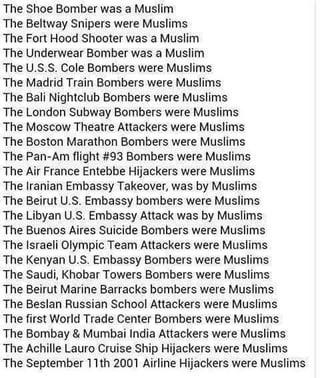 The Shoe Bomber was a Muslim
The Beltway Snipers were Muslims
The Fort Hood Shooter was a Muslim
The Underwear Bomber was a Muslim
The U.S.S. Cole Bombers were Muslims
The Madrid Train Bombers were Muslims
The Bali Nightclub Bombers were Muslims
The London Subway Bombers were Muslims
The Moscow Theatre Attackers were Muslims
The Boston Marathon Bombers were Muslims
The Pan-Am flight #93 Bombers were Muslims
The Air France Entebbe Hijackers were Muslims
The Iranian Embassy Takeover, was by Muslims
The Beirut U.S. Embassy bombers were Muslims
The Libyan U.S. Embassy Attack was by Muslims
The Buenos Aires Suicide Bombers were Muslims
The Israeli Olympic Team Attackers were Muslims
The Kenyan U.S. Embassy Bombers were Muslims
The Saudi, Khobar Towers Bombers were Muslims
The Beirut Marine Barracks bombers were Muslims
The Beslan Russian School Attackers were Muslims
The first World Trade Center Bombers were Muslims
The Bombay & Mumbai India Attackers were Muslims
The Achille Lauro Cruise Ship Hijackers were Muslims
The September 11th 2001 Airline Hijackers were Muslims